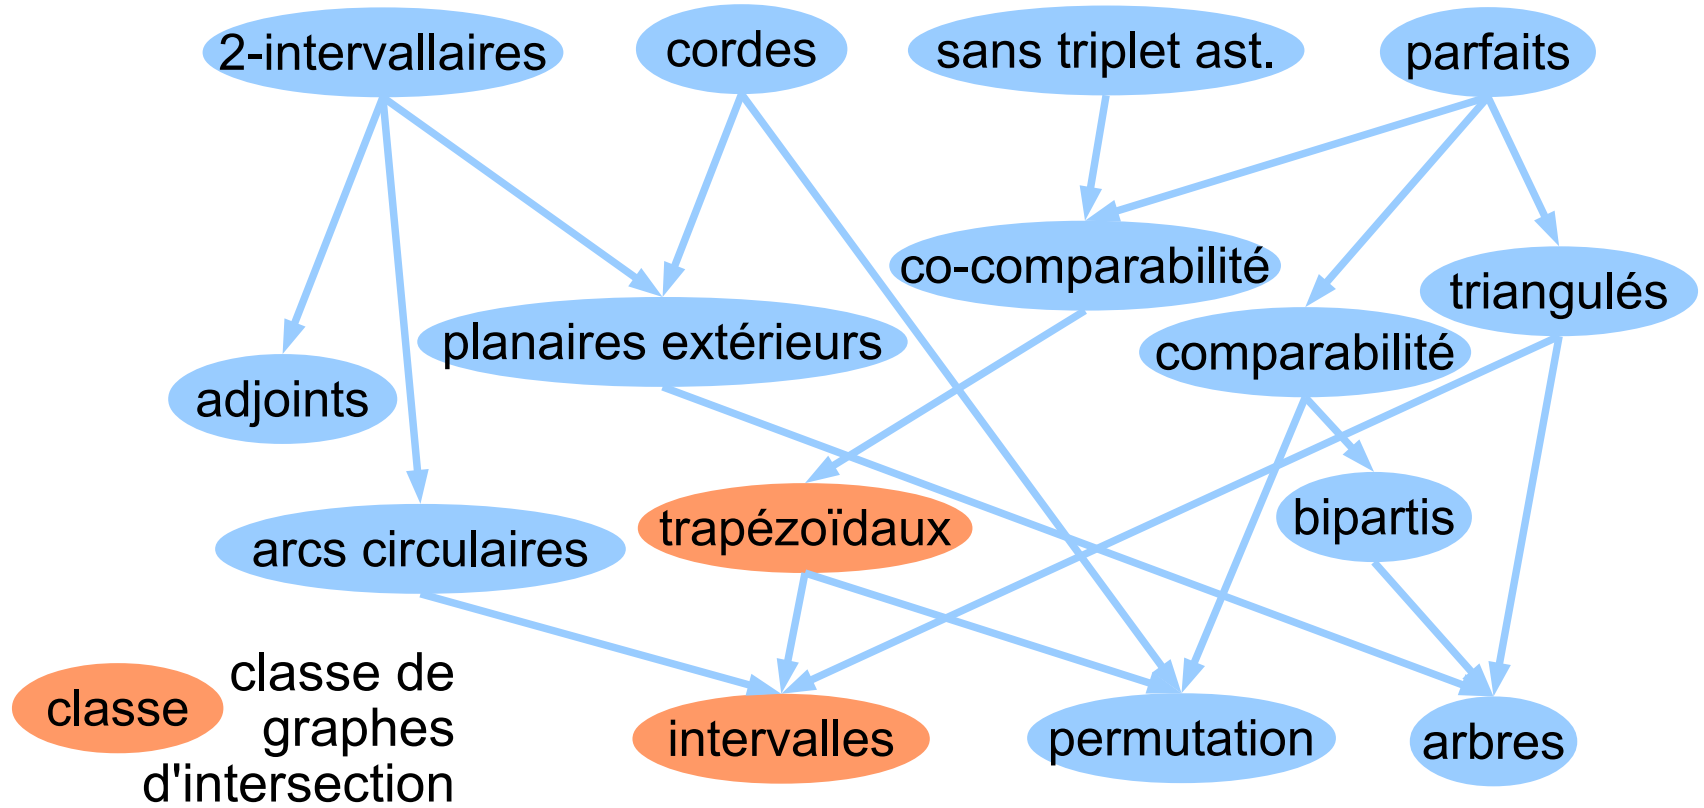 2-intervallaires
cordes
sans triplet ast.
parfaits
co-comparabilité
triangulés
planaires extérieurs
comparabilité
adjoints
bipartis
trapézoïdaux
arcs circulaires
classe
classe de
graphes
d'intersection
intervalles
permutation
arbres